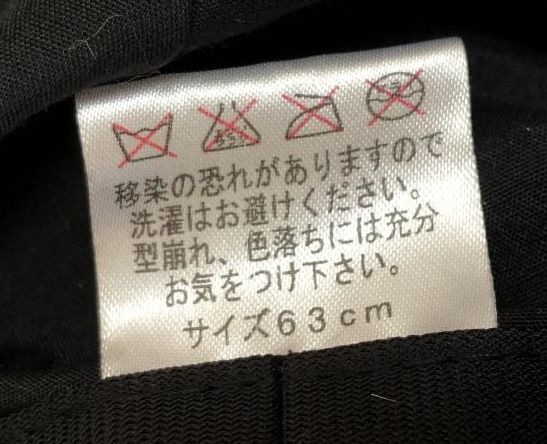 移染の恐れがありますので
洗濯はお避けください。
型崩れ、色落ちには充分
お気をつけ下さい。
サイズ63cm